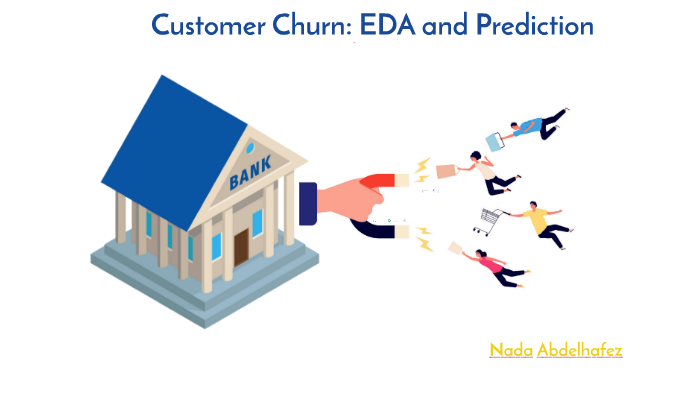 Customer Churn: EDA and Prediction
BANK
Nada Abdelhafez